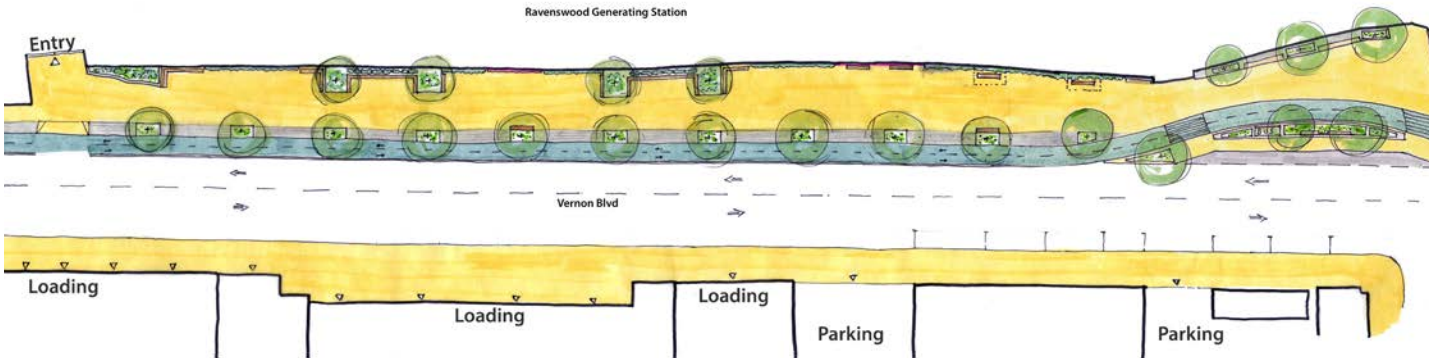 Ravenswood Generating Station
Entry
Vernon Blvd
Loading
Loading
Loading
Parking
Parking